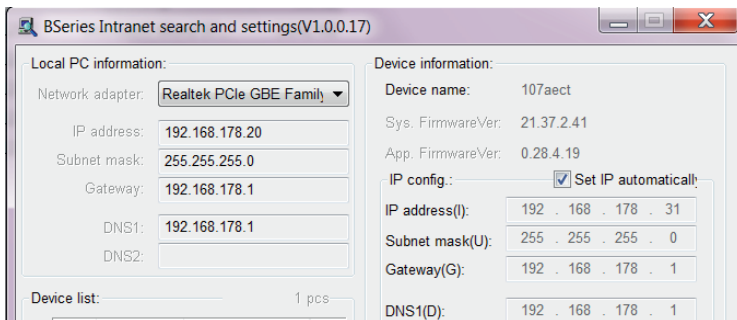 BSeries Intranet search and settings(V1.0.0.17)
Local PC information:
Network adapter: Realtek PCIe GBE Family
IP address: 192.168.178.20
Subnet mask: 255.255.255.0
Gateway: 192.168.178.1
DNS1: 192.168.178.1
DNS2:
Device list: 1 pcs
Device information:
Device name: 107aect
Sys. FirmwareVer: 21.37.2.41
App. FirmwareVer: 0.28.4.19
IP config.: Set IP automatically
IP address(I): 192 . 168 . 178 . 31
Subnet mask(U): 255 . 255 . 255 . 0
Gateway(G): 192 . 168 . 178 . 1
DNS1(D): 192 . 168 . 178 . 1